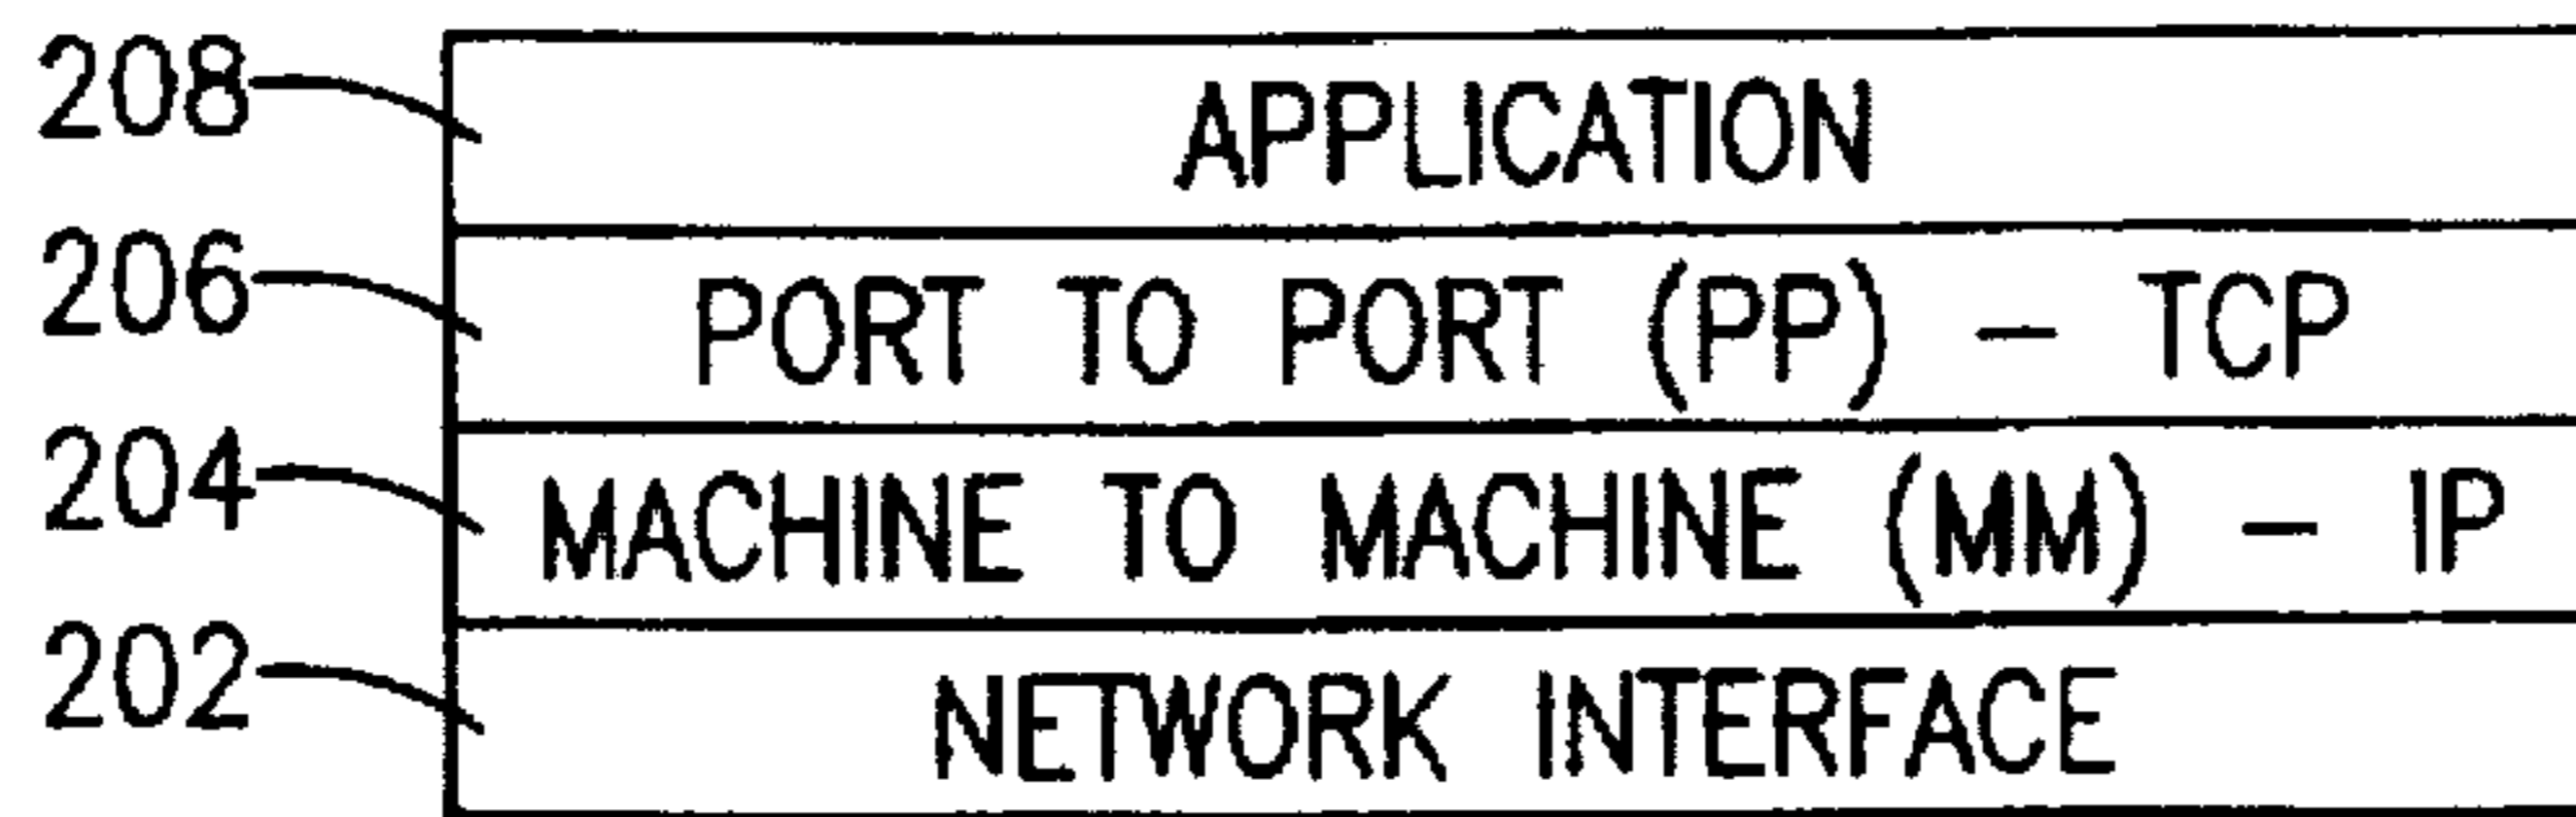 208 APPLICATION
206 PORT TO PORT (PP) – TCP
204 MACHINE TO MACHINE (MM) – IP
202 NETWORK INTERFACE